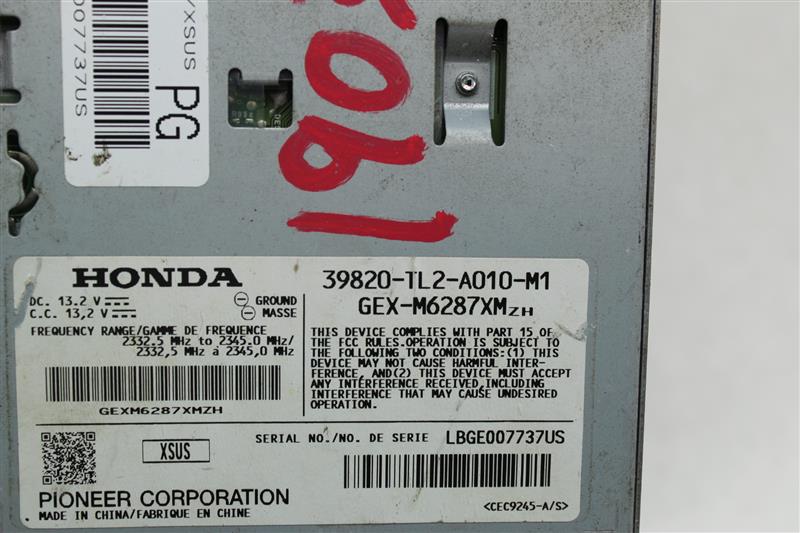 /XSUS
007737US
PG
HONDA
39820-TL2-A010-M1
GEX-M6287XMZH
DC. 13.2 V
GROUND
C.C. 13,2 V
MASSE
FREQUENCY RANGE/GAMME DE FREQUENCE
2332.5 MHz to 2345.0 MHz/
2332,5 MHz à 2345,0 MHz
GEXM6287XMZH
THIS DEVICE COMPLIES WITH PART 15 OF
THE FCC RULES.OPERATION IS SUBJECT TO
THE FOLLOWING TWO CONDITIONS:(1) THIS
DEVICE MAY NOT CAUSE HARMFUL INTER-
FERENCE, AND(2) THIS DEVICE MUST ACCEPT
ANY INTERFERENCE RECEIVED,INCLUDING
INTERFERENCE THAT MAY CAUSE UNDESIRED
OPERATION.
XSUS
SERIAL NO./NO. DE SERIE LBGE007737US
PIONEER CORPORATION
MADE IN CHINA/FABRIQUE EN CHINE
<CEC9245-A/S>